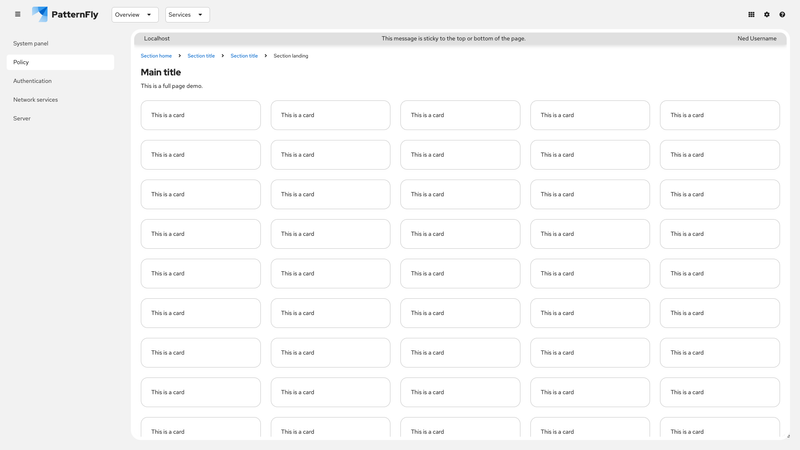 PatternFly Overview Services
System panel
Policy
Authentication
Network services
Server
Localhost This message is sticky to the top or bottom of the page. Ned Username
Section home Section title Section title Section landing
Main title
This is a full page demo.
This is a card This is a card This is a card This is a card This is a card
This is a card This is a card This is a card This is a card This is a card
This is a card This is a card This is a card This is a card This is a card
This is a card This is a card This is a card This is a card This is a card
This is a card This is a card This is a card This is a card This is a card
This is a card This is a card This is a card This is a card This is a card
This is a card This is a card This is a card This is a card This is a card
This is a card This is a card This is a card This is a card This is a card
This is a card This is a card This is a card This is a card This is a card